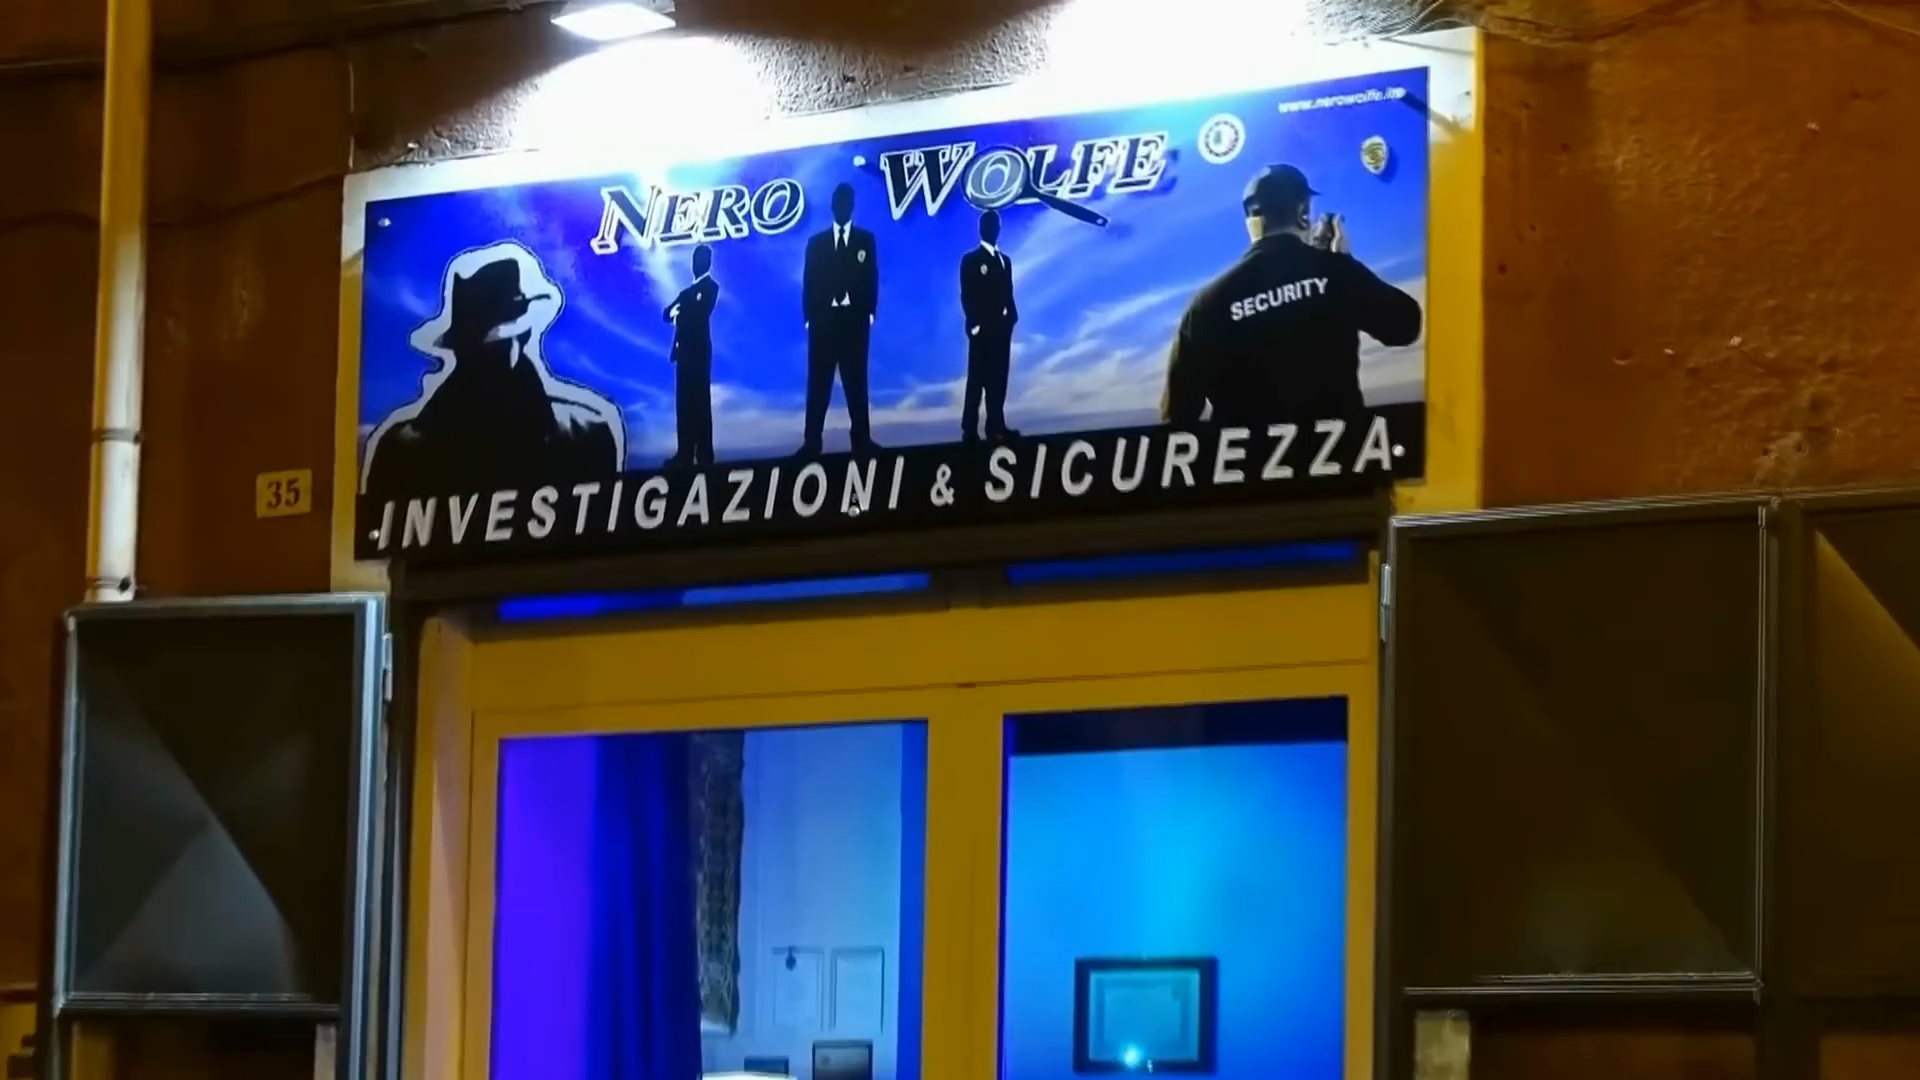 www.nerowolfe.it
NERO WOLFE
SECURITY
INVESTIGAZIONI & SICUREZZA
35